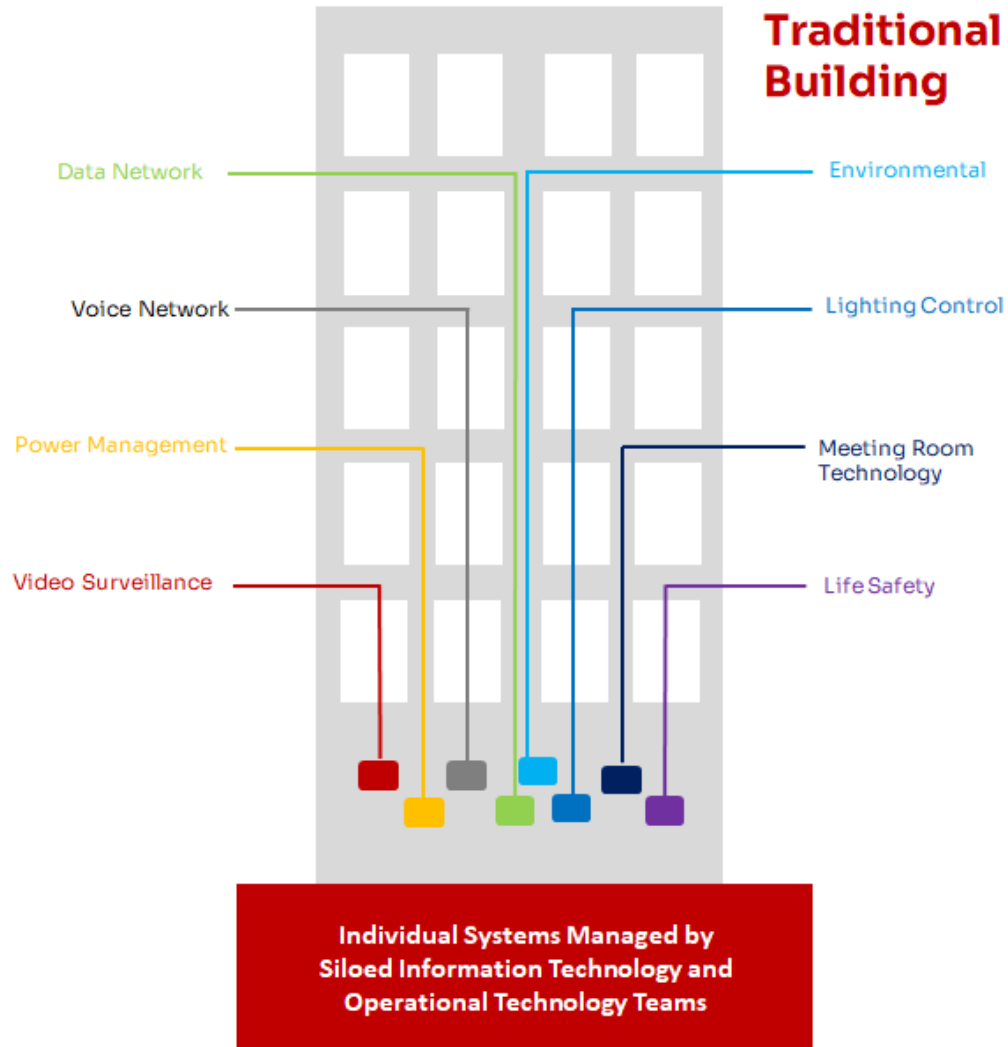 Traditional
Building
Data Network
Environmental
Voice Network
Lighting Control
Power Management
Meeting Room
Technology
Video Surveillance
Life Safety
Individual Systems Managed by
Siloed Information Technology and
Operational Technology Teams